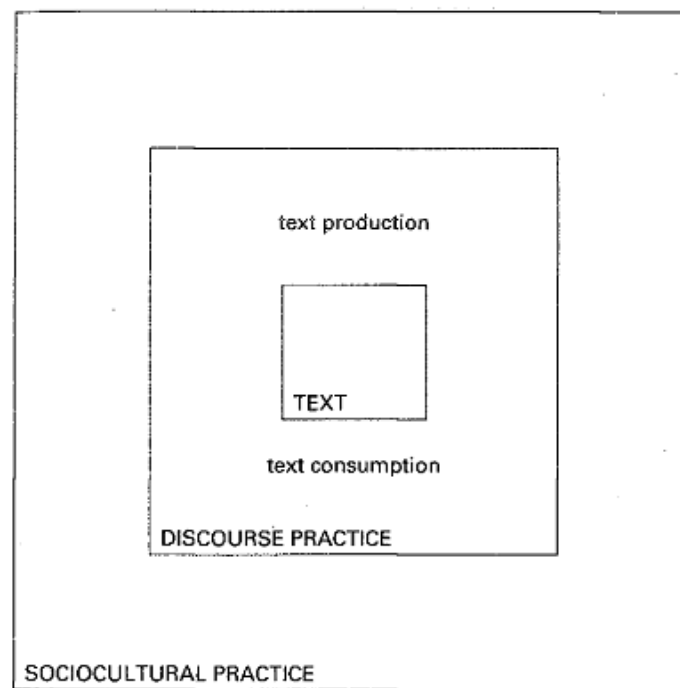 text production
TEXT
text consumption
DISCOURSE PRACTICE
SOCIOCULTURAL PRACTICE